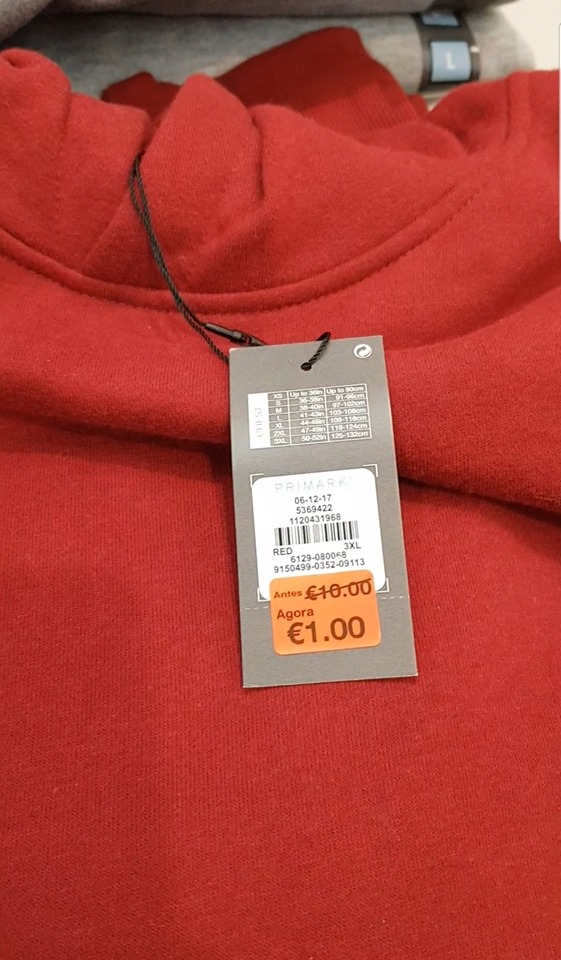 L
CHEST
XS Up to 36in Up to 90cm
S 36-38in 91-96cm
M 38-40in 97-102cm
L 41-43in 103-108cm
XL 44-46in 109-118cm
2XL 47-49in 119-124cm
3XL 50-52in 125-132cm
PRIMARK
06-12-17
5369422
1120431968
RED 3XL
6129-080068
9150499-0352-09113
Antes €10.00
Agora
€1.00